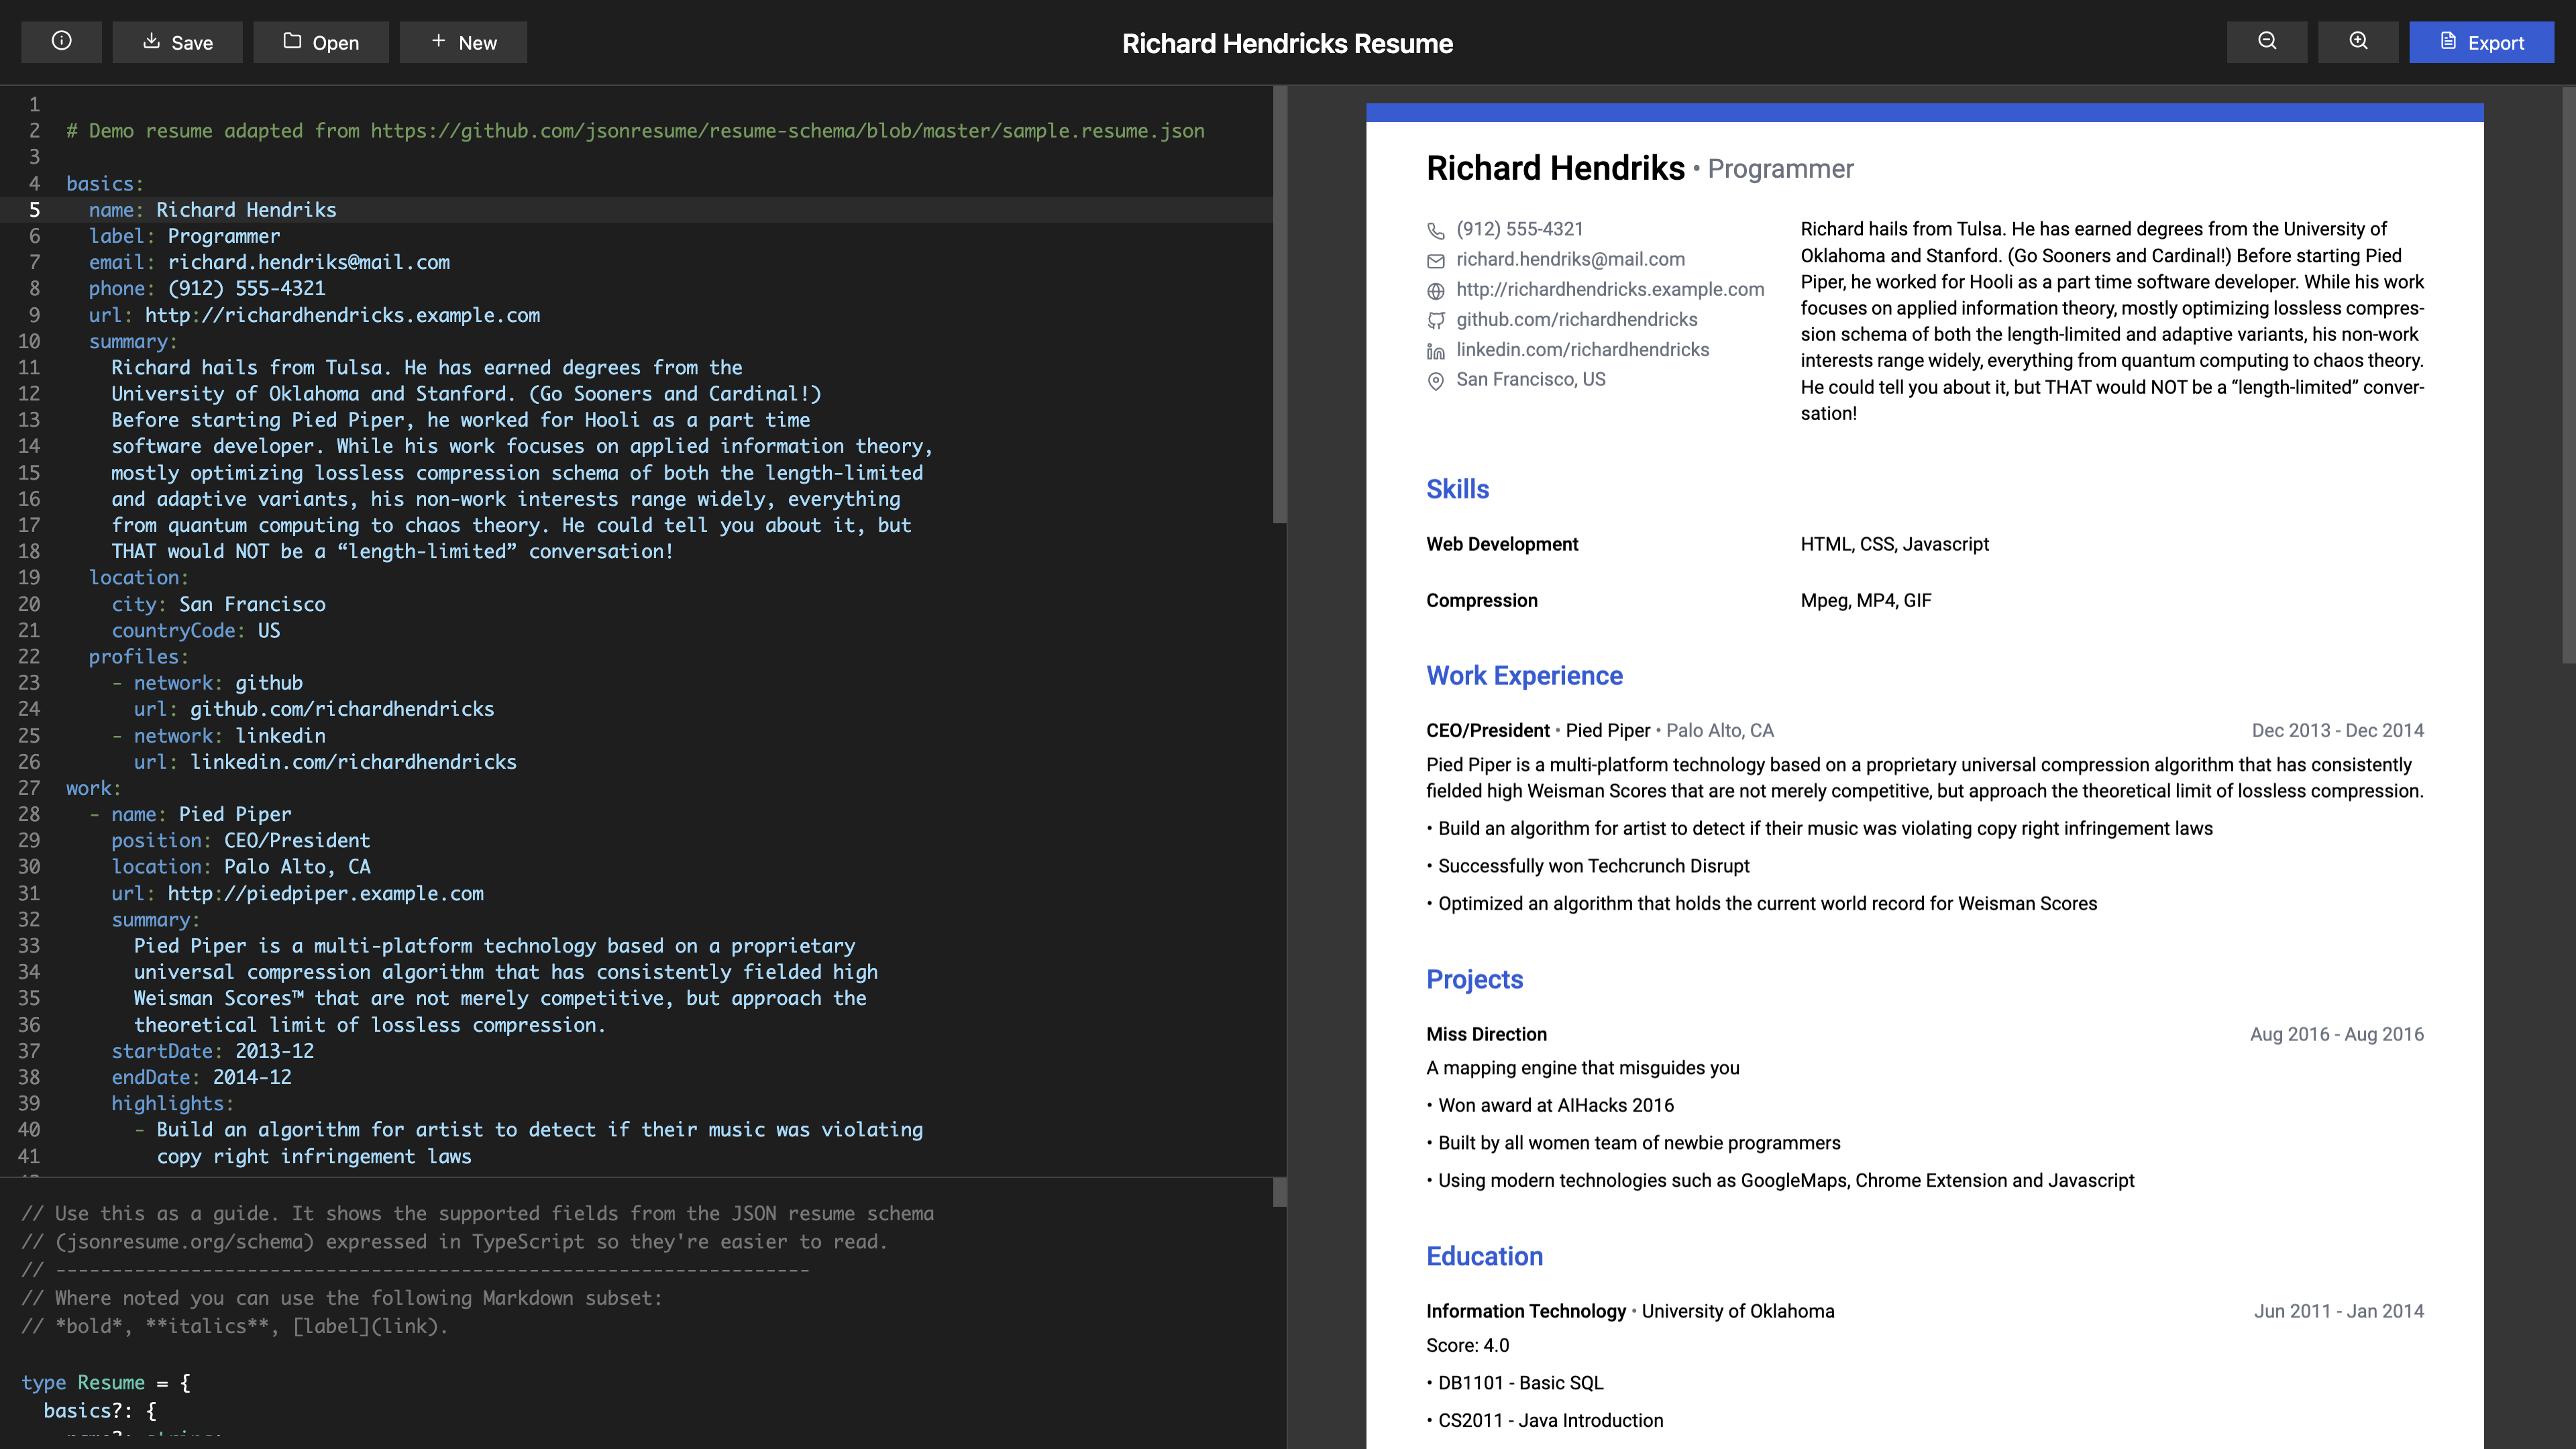 Save
Open
New
Richard Hendricks Resume
Export
1
2 # Demo resume adapted from https://github.com/jsonresume/resume-schema/blob/master/sample.resume.json
3
4 basics:
5 name: Richard Hendriks
6 label: Programmer
7 email: richard.hendriks@mail.com
8 phone: (912) 555-4321
9 url: http://richardhendricks.example.com
10 summary:
11 Richard hails from Tulsa. He has earned degrees from the
12 University of Oklahoma and Stanford. (Go Sooners and Cardinal!)
13 Before starting Pied Piper, he worked for Hooli as a part time
14 software developer. While his work focuses on applied information theory,
15 mostly optimizing lossless compression schema of both the length-limited
16 and adaptive variants, his non-work interests range widely, everything
17 from quantum computing to chaos theory. He could tell you about it, but
18 THAT would NOT be a “length-limited” conversation!
19 location:
20 city: San Francisco
21 countryCode: US
22 profiles:
23 - network: github
24 url: github.com/richardhendricks
25 - network: linkedin
26 url: linkedin.com/richardhendricks
27 work:
28 - name: Pied Piper
29 position: CEO/President
30 location: Palo Alto, CA
31 url: http://piedpiper.example.com
32 summary:
33 Pied Piper is a multi-platform technology based on a proprietary
34 universal compression algorithm that has consistently fielded high
35 Weisman Scores™ that are not merely competitive, but approach the
36 theoretical limit of lossless compression.
37 startDate: 2013-12
38 endDate: 2014-12
39 highlights:
40 - Build an algorithm for artist to detect if their music was violating
41 copy right infringement laws
// Use this as a guide. It shows the supported fields from the JSON resume schema
// (jsonresume.org/schema) expressed in TypeScript so they're easier to read.
// -------------------------------------------------------------------
// Where noted you can use the following Markdown subset:
// *bold*, **italics**, [label](link).
type Resume = {
basics?: {
Richard Hendriks • Programmer
(912) 555-4321
richard.hendriks@mail.com
http://richardhendricks.example.com
github.com/richardhendricks
linkedin.com/richardhendricks
San Francisco, US
Richard hails from Tulsa. He has earned degrees from the University of
Oklahoma and Stanford. (Go Sooners and Cardinal!) Before starting Pied
Piper, he worked for Hooli as a part time software developer. While his work
focuses on applied information theory, mostly optimizing lossless compres-
sion schema of both the length-limited and adaptive variants, his non-work
interests range widely, everything from quantum computing to chaos theory.
He could tell you about it, but THAT would NOT be a “length-limited” conver-
sation!
Skills
Web Development HTML, CSS, Javascript
Compression Mpeg, MP4, GIF
Work Experience
CEO/President • Pied Piper • Palo Alto, CA Dec 2013 - Dec 2014
Pied Piper is a multi-platform technology based on a proprietary universal compression algorithm that has consistently
fielded high Weisman Scores that are not merely competitive, but approach the theoretical limit of lossless compression.
• Build an algorithm for artist to detect if their music was violating copy right infringement laws
• Successfully won Techcrunch Disrupt
• Optimized an algorithm that holds the current world record for Weisman Scores
Projects
Miss Direction Aug 2016 - Aug 2016
A mapping engine that misguides you
• Won award at AIHacks 2016
• Built by all women team of newbie programmers
• Using modern technologies such as GoogleMaps, Chrome Extension and Javascript
Education
Information Technology • University of Oklahoma Jun 2011 - Jan 2014
Score: 4.0
• DB1101 - Basic SQL
• CS2011 - Java Introduction